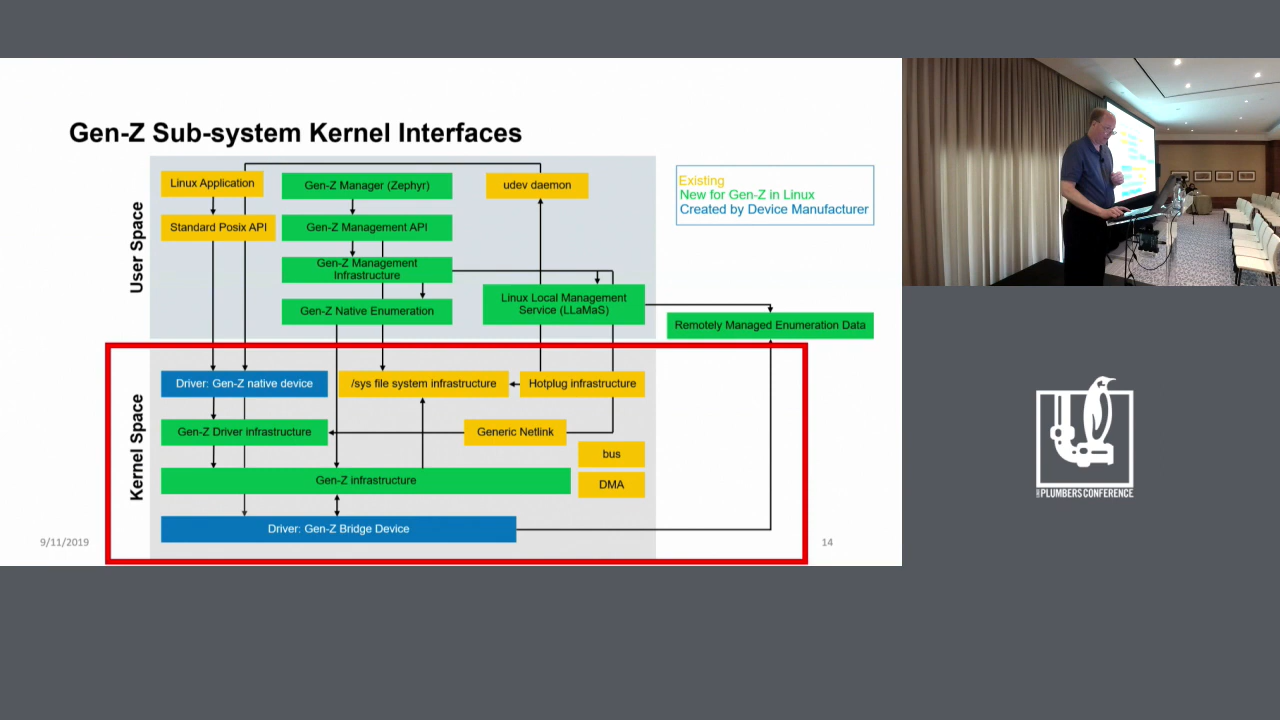 Gen-Z Sub-system Kernel Interfaces
User Space
Linux Application
Gen-Z Manager (Zephyr)
udev daemon
Existing
New for Gen-Z in Linux
Created by Device Manufacturer
Standard Posix API
Gen-Z Management API
Gen-Z Management
Infrastructure
Linux Local Management
Service (LLaMaS)
Gen-Z Native Enumeration
Remotely Managed Enumeration Data
Kernel Space
Driver: Gen-Z native device
/sys file system infrastructure
Hotplug infrastructure
Gen-Z Driver infrastructure
Generic Netlink
bus
Gen-Z infrastructure
DMA
Driver: Gen-Z Bridge Device
9/11/2019
14
PLUMBERS CONFERENCE